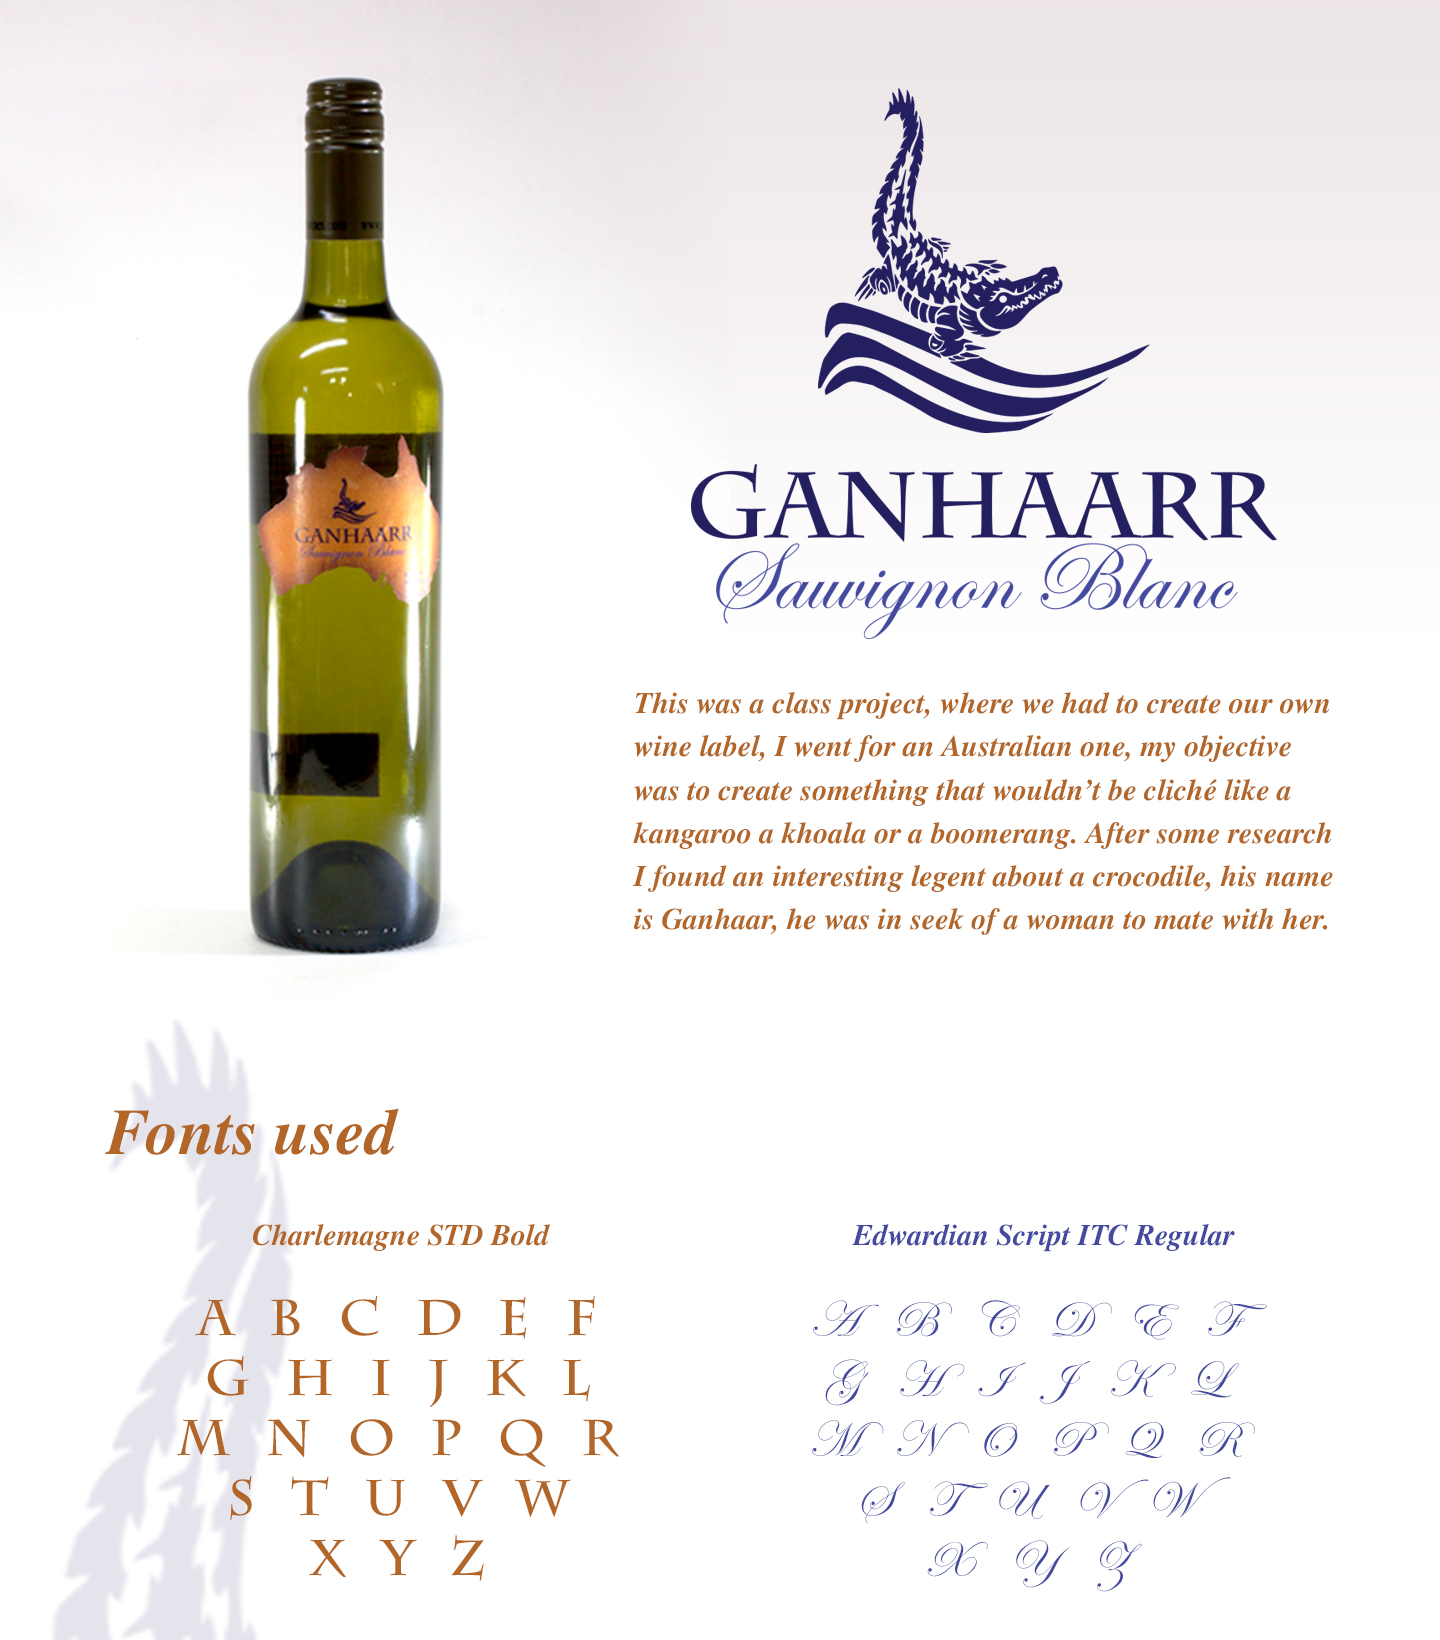 GANHAARR
Sauvignon Blanc
GANHAARR
Sauvignon Blanc
This was a class project, where we had to create our own
wine label, I went for an Australian one, my objective
was to create something that wouldn’t be cliché like a
kangaroo a khoala or a boomerang. After some research
I found an interesting legent about a crocodile, his name
is Ganhaar, he was in seek of a woman to mate with her.
Fonts used
Charlemagne STD Bold
A B C D E F
G H I J K L
M N O P Q R
S T U V W
X Y Z
Edwardian Script ITC Regular
A B C D E F
G H I J K L
M N O P Q R
S T U V W
X Y Z